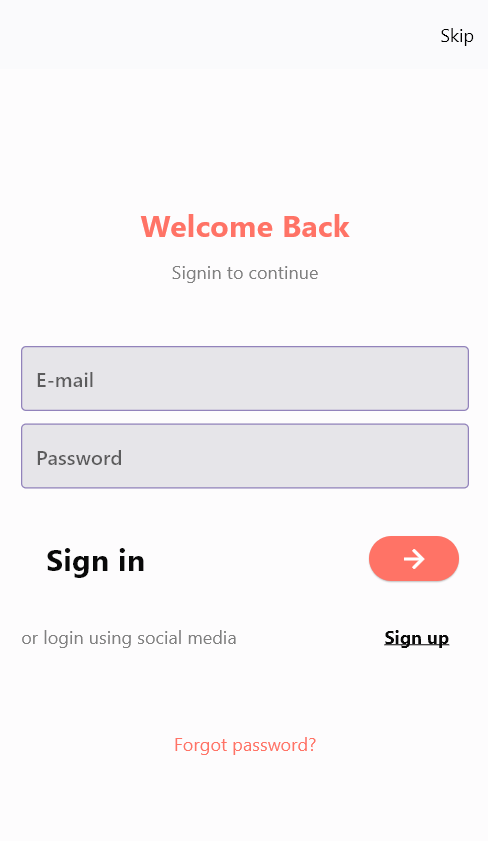 Skip
Welcome Back
Signin to continue
E-mail
Password
Sign in
or login using social media
Sign up
Forgot password?